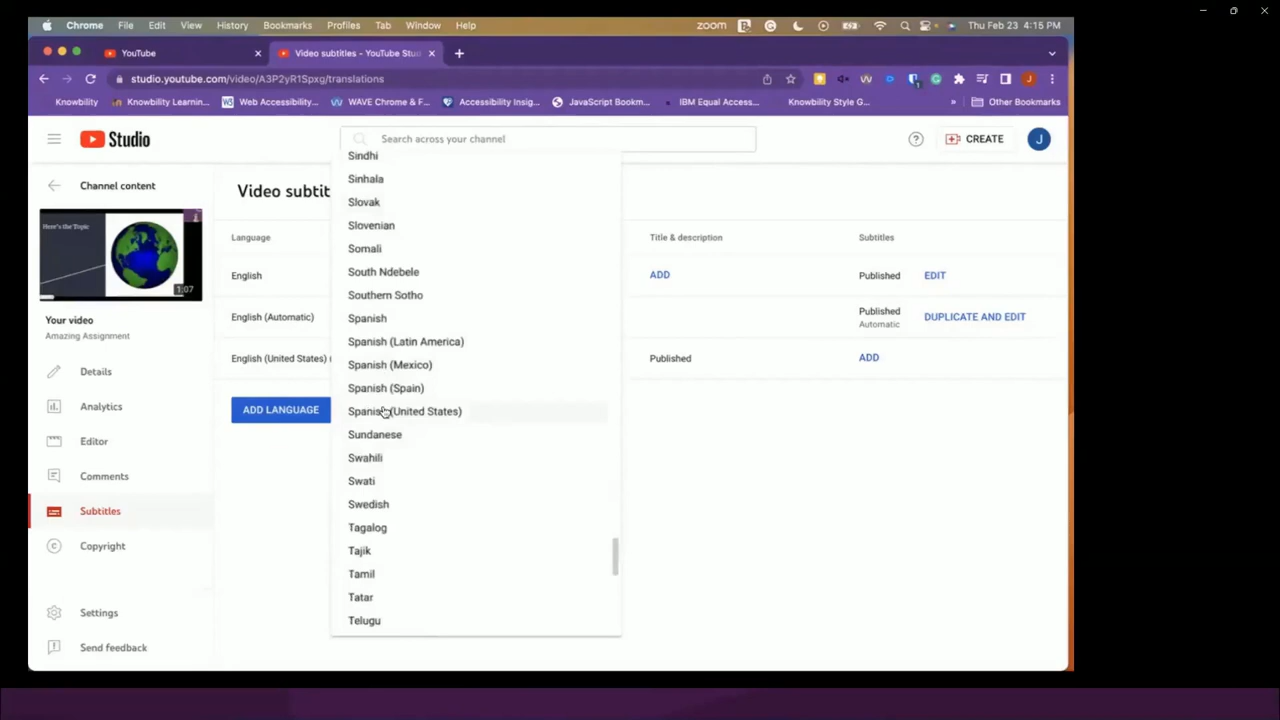 Chrome File Edit View History Bookmarks Profiles Tab Window Help zoom Thu Feb 23 4:15 PM
YouTube Video subtitles - YouTube Stu
studio.youtube.com/video/A3P2yR1Spxg/translations
Knowbility Knowbility Learnin... Web Accessibility... WAVE Chrome & F... Accessibility Insig... JavaScript Bookm... IBM Equal Access... Knowbility Style G... » Other Bookmarks
Studio Search across your channel CREATE J
Channel content
Here's the Topic
1:07
Your video
Amazing Assignment
Details
Analytics
Editor
Comments
Subtitles
Copyright
Settings
Send feedback
Video subtit
Language Title & description Subtitles
English ADD Published EDIT
English (Automatic) Published Automatic DUPLICATE AND EDIT
English (United States) Published ADD
ADD LANGUAGE
Sindhi
Sinhala
Slovak
Slovenian
Somali
South Ndebele
Southern Sotho
Spanish
Spanish (Latin America)
Spanish (Mexico)
Spanish (Spain)
Spanish (United States)
Sundanese
Swahili
Swati
Swedish
Tagalog
Tajik
Tamil
Tatar
Telugu